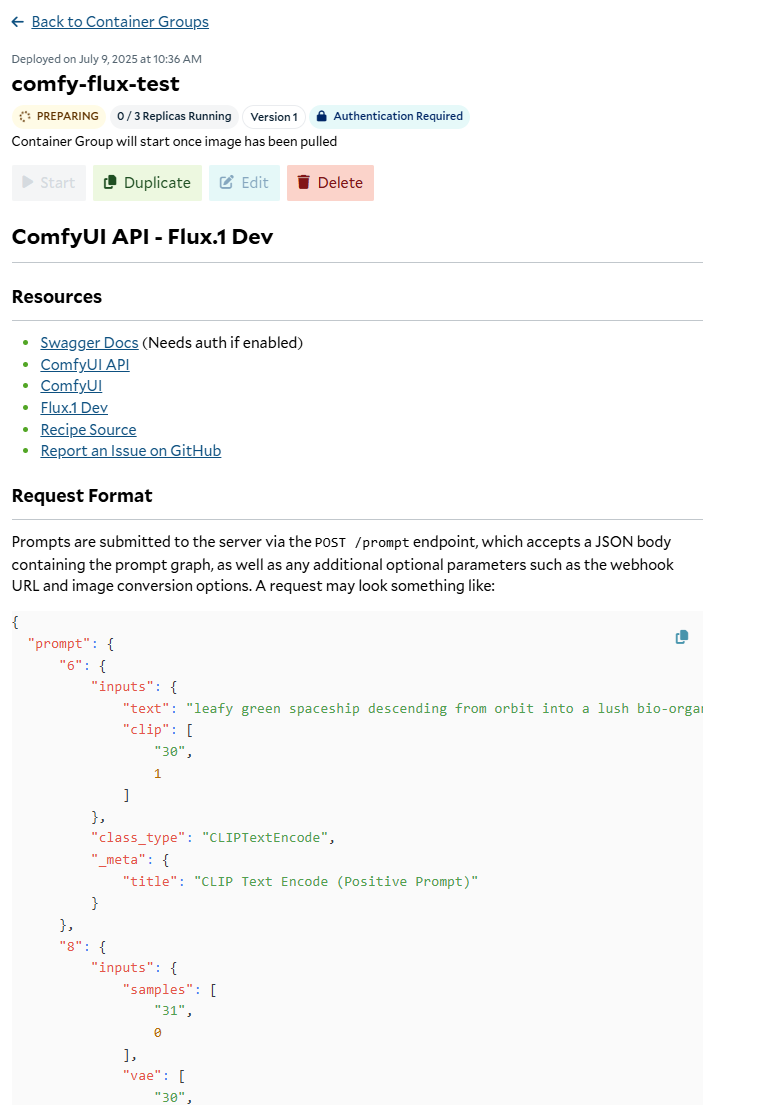 ← Back to Container Groups
Deployed on July 9, 2025 at 10:36 AM
comfy-flux-test
PREPARING 0 / 3 Replicas Running Version 1 Authentication Required
Container Group will start once image has been pulled
Start Duplicate Edit Delete
ComfyUI API - Flux.1 Dev
Resources
• Swagger Docs (Needs auth if enabled)
• ComfyUI API
• ComfyUI
• Flux.1 Dev
• Recipe Source
• Report an Issue on GitHub
Request Format
Prompts are submitted to the server via the POST /prompt endpoint, which accepts a JSON body
containing the prompt graph, as well as any additional optional parameters such as the webhook
URL and image conversion options. A request may look something like:
{
  "prompt": {
      "6": {
          "inputs": {
              "text": "leafy green spaceship descending from orbit into a lush
              "clip": [
                  "30",
                  1
              ]
          },
          "class_type": "CLIPTextEncode",
          "_meta": {
              "title": "CLIP Text Encode (Positive Prompt)"
          }
      },
      "8": {
          "inputs": {
              "samples": [
                  "31",
                  0
              ],
              "vae": [
                  "30",